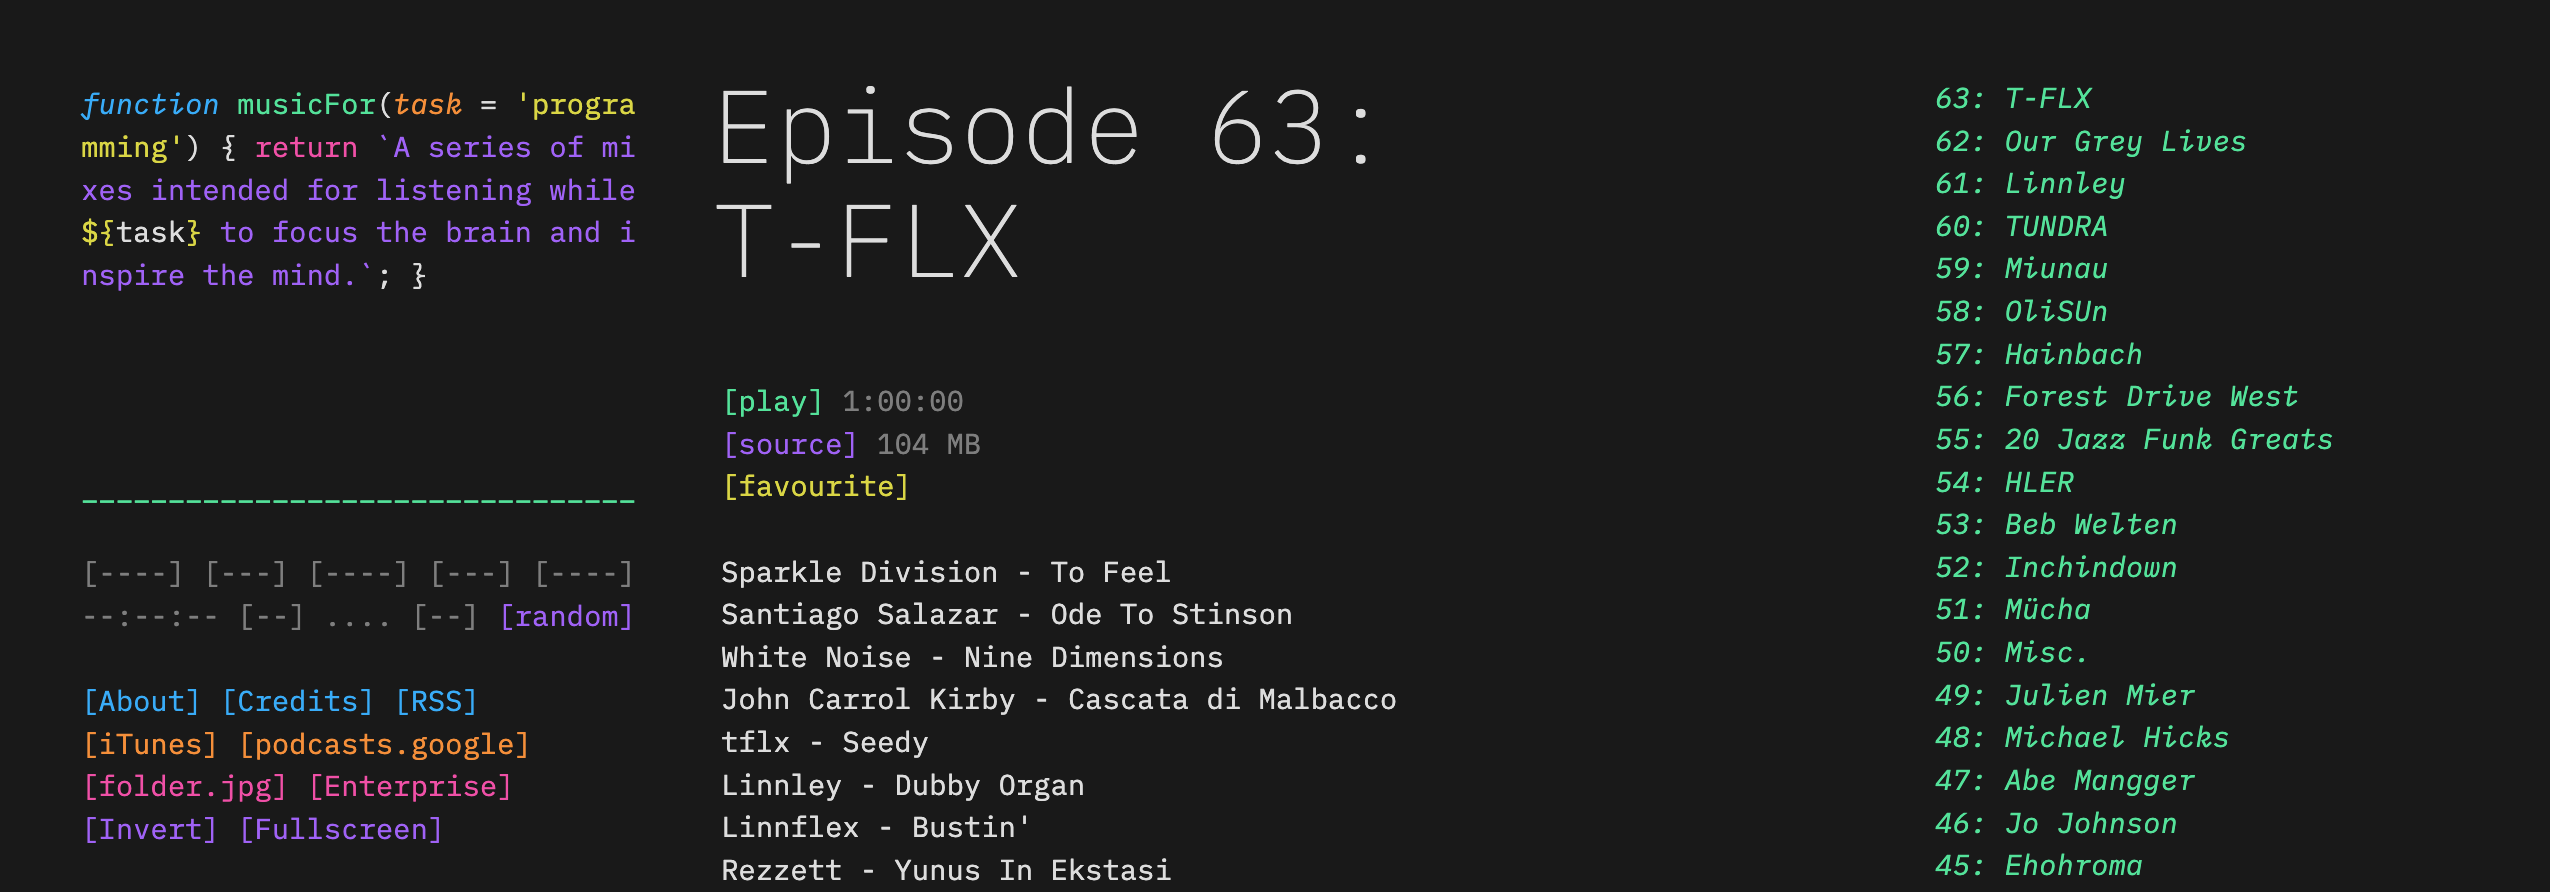 function musicFor(task = 'progra
mming') { return `A series of mi
xes intended for listening while
${task} to focus the brain and i
nspire the mind.`; }
--------------------------------
[----] [---] [----] [---] [----]
--:--:-- [--] .... [--] [random]
[About] [Credits] [RSS]
[iTunes] [podcasts.google]
[folder.jpg] [Enterprise]
[Invert] [Fullscreen]
Episode 63:
T-FLX
[play] 1:00:00
[source] 104 MB
[favourite]
Sparkle Division - To Feel
Santiago Salazar - Ode To Stinson
White Noise - Nine Dimensions
John Carrol Kirby - Cascata di Malbacco
tflx - Seedy
Linnley - Dubby Organ
Linnflex - Bustin'
Rezzett - Yunus In Ekstasi
63: T-FLX
62: Our Grey Lives
61: Linnley
60: TUNDRA
59: Miunau
58: OliSUn
57: Hainbach
56: Forest Drive West
55: 20 Jazz Funk Greats
54: HLER
53: Beb Welten
52: Inchindown
51: Mücha
50: Misc.
49: Julien Mier
48: Michael Hicks
47: Abe Mangger
46: Jo Johnson
45: Ehohroma